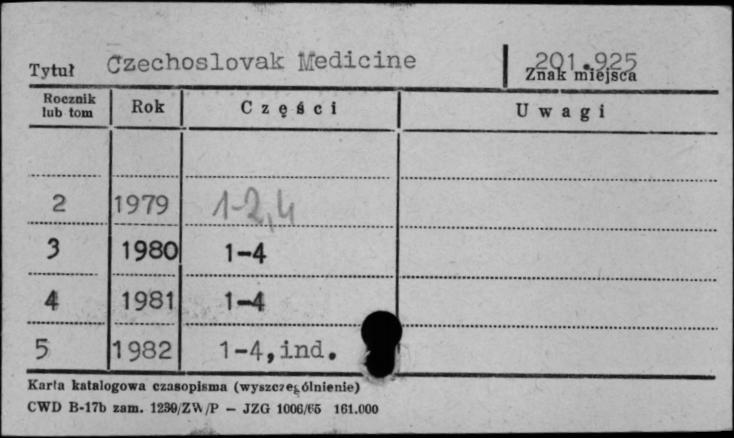 Tytuł Czechoslovak Medicine 201.925
Znak miejsca
Rocznik lub tom Rok Części Uwagi
2 1979 1-2,4
3 1980 1-4
4 1981 1-4
5 1982 1-4,ind.
Karta katalogowa czasopisma (wyszczególnienie)
CWD B-17b zam. 1239/ZW/P — JZG 1006/65 161.000